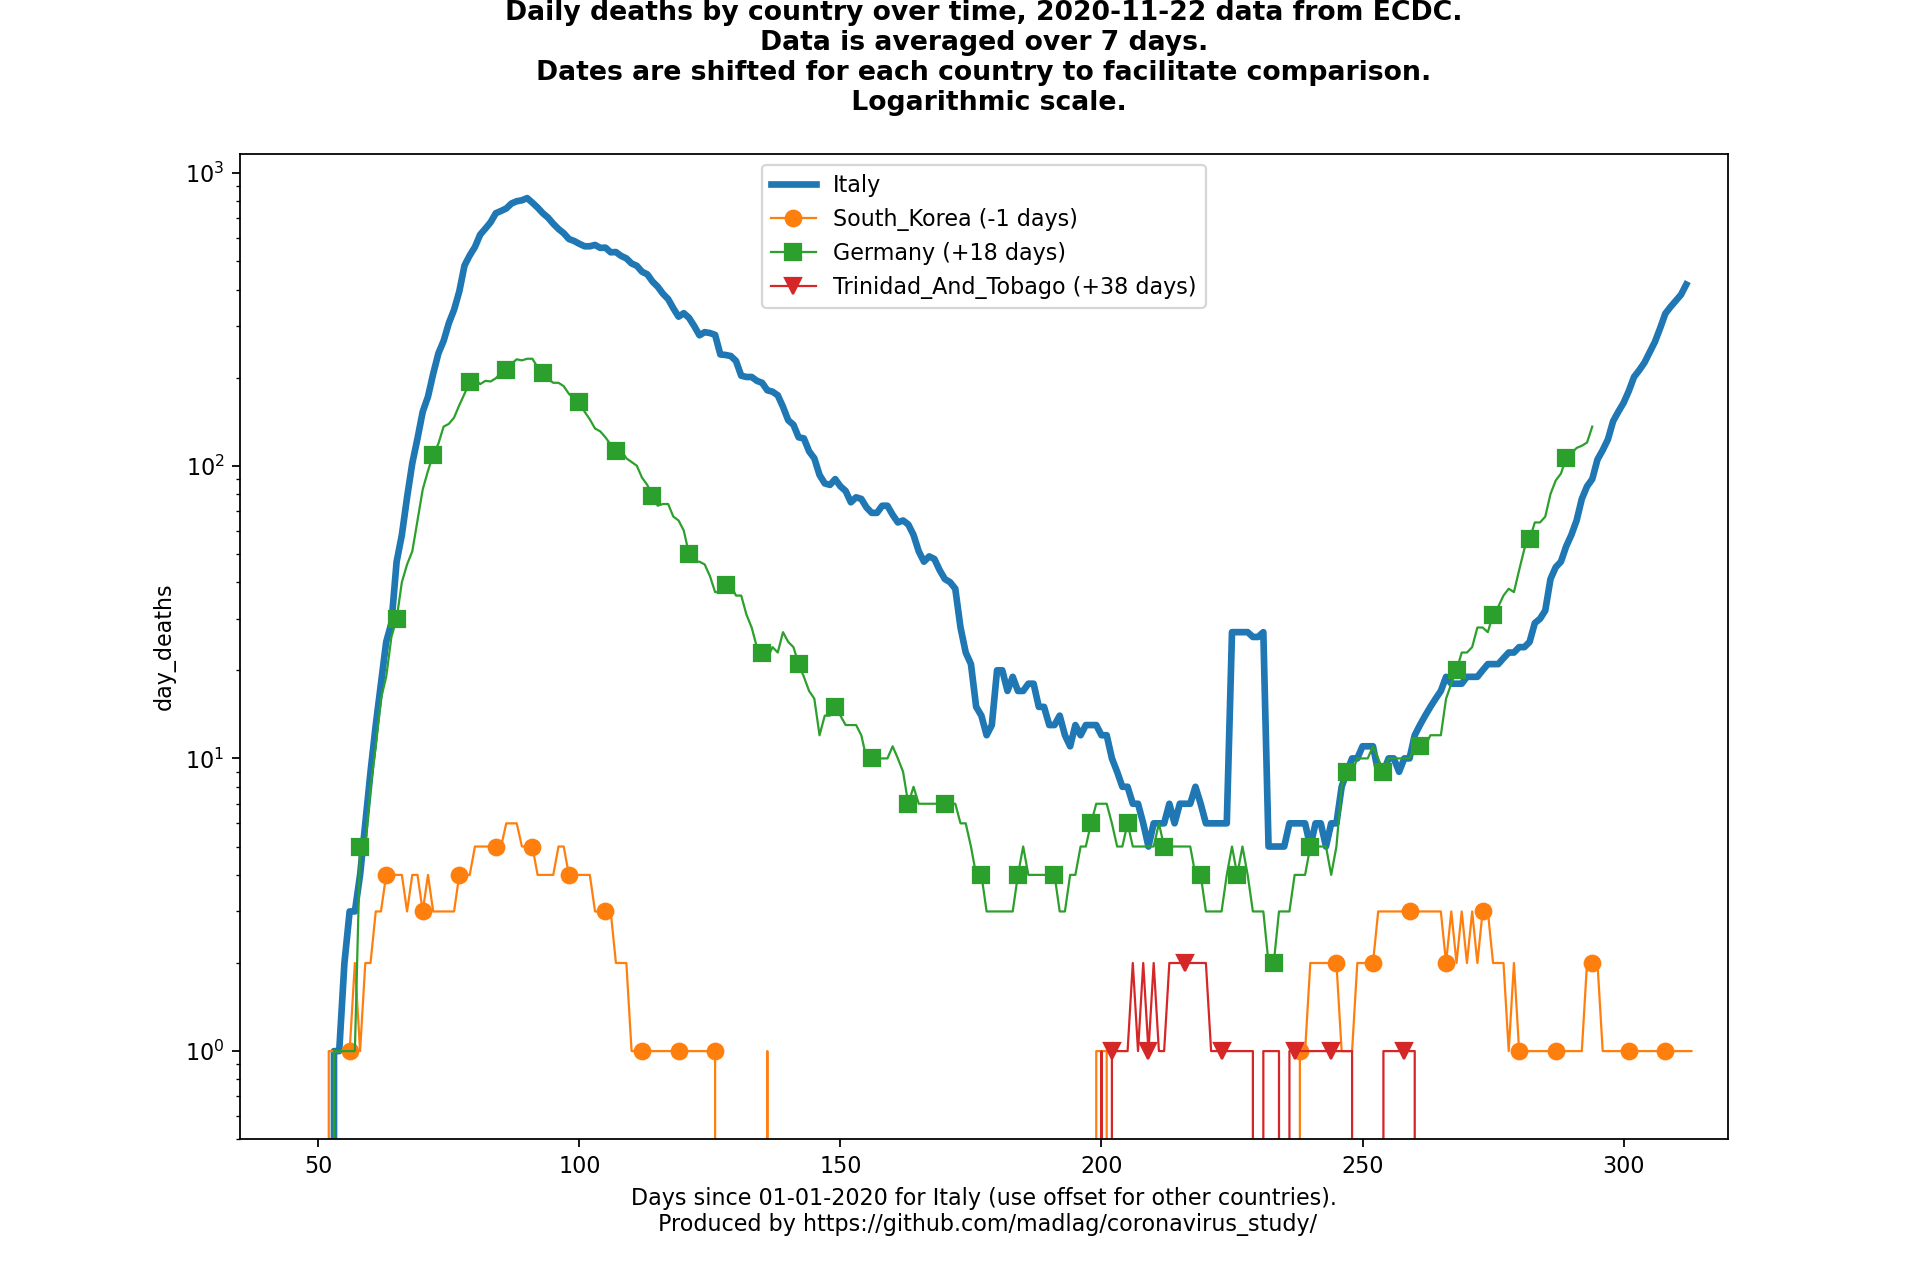 Daily deaths by country over time, 2020-11-22 data from ECDC.
Data is averaged over 7 days.
Dates are shifted for each country to facilitate comparison.
Logarithmic scale.
10³
10²
10¹
10⁰
day_deaths
Italy
South_Korea (-1 days)
Germany (+18 days)
Trinidad_And_Tobago (+38 days)
50 100 150 200 250 300
Days since 01-01-2020 for Italy (use offset for other countries).
Produced by https://github.com/madlag/coronavirus_study/